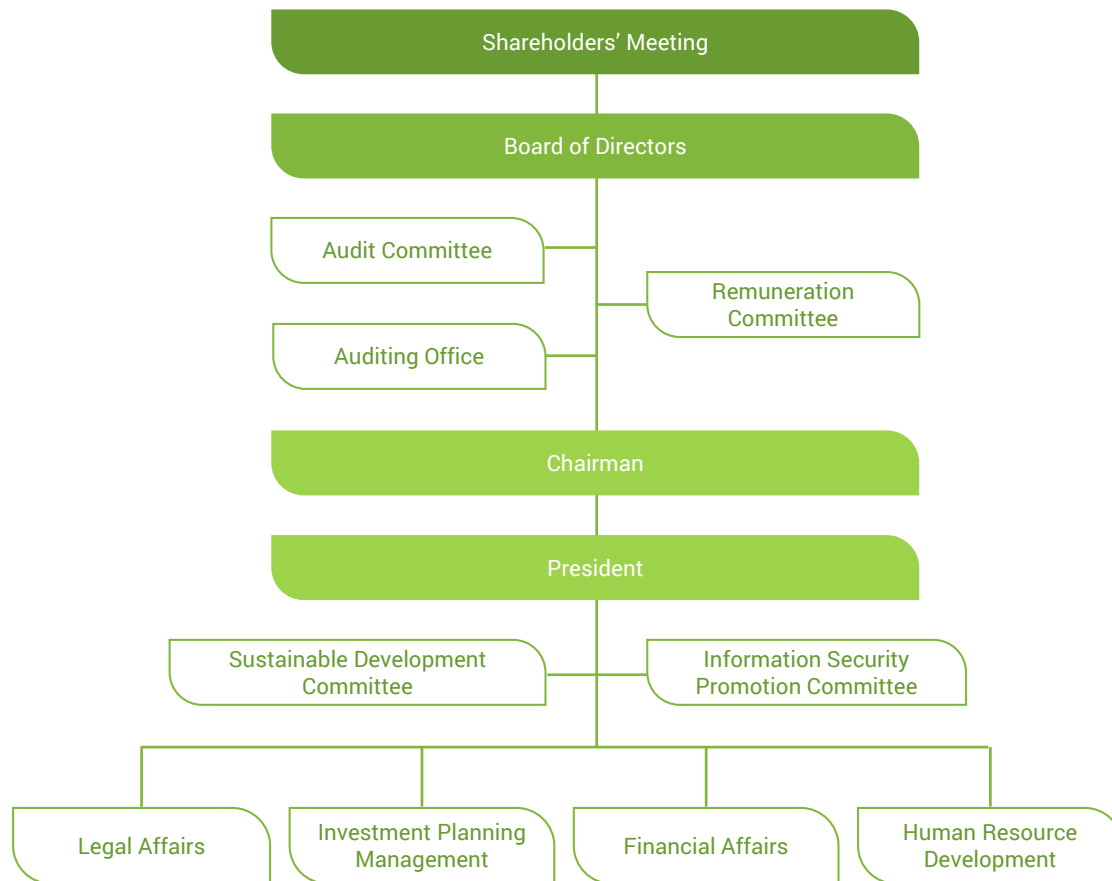 Shareholders’ Meeting
Board of Directors
Audit Committee
Remuneration
Committee
Auditing Office
Chairman
President
Sustainable Development
Committee
Information Security
Promotion Committee
Legal Affairs
Investment Planning
Management
Financial Affairs
Human Resource
Development